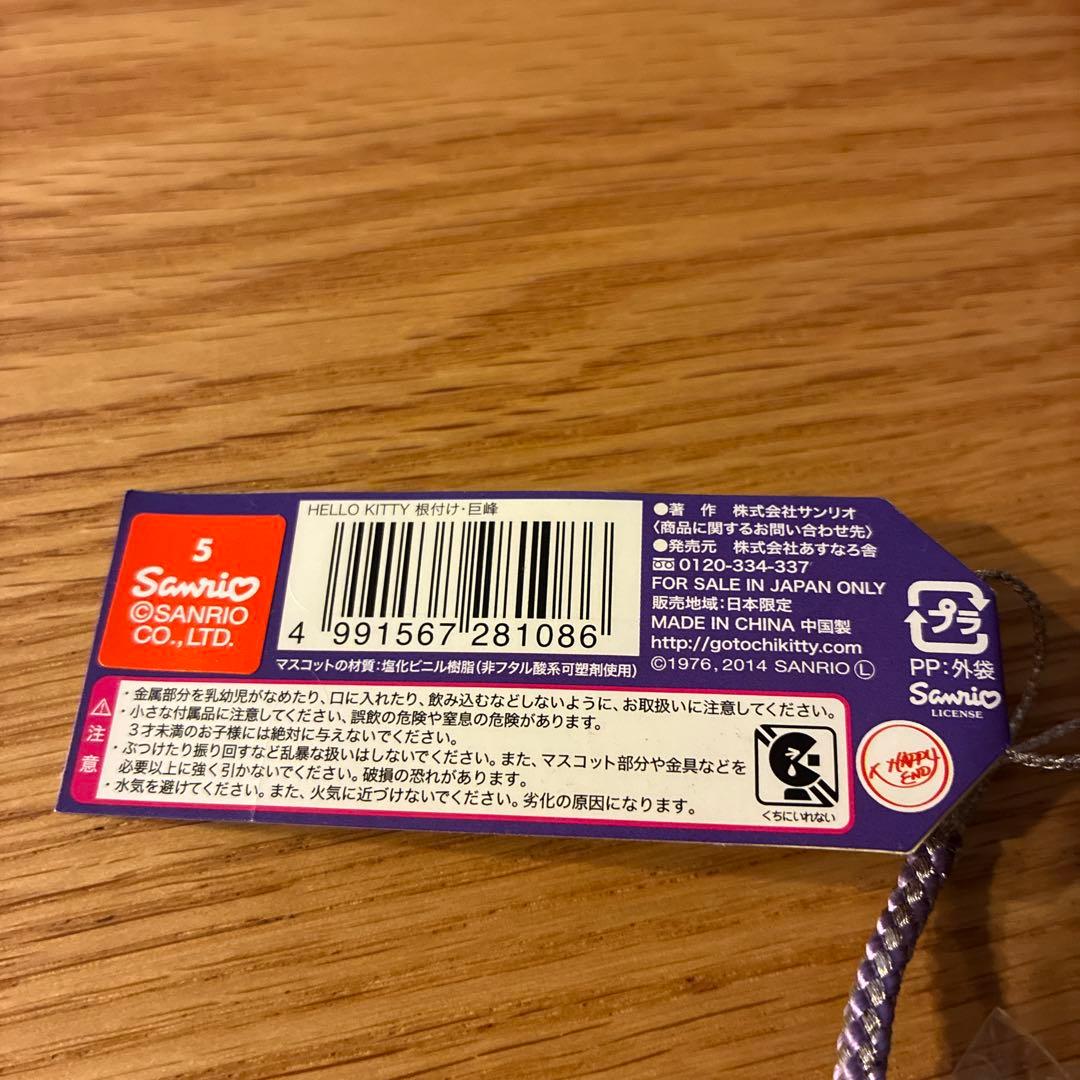 5
Sanrio
©SANRIO
CO.,LTD.
HELLO KITTY 根付け・巨峰
4 991567 281086
マスコットの材質:塩化ビニル樹脂(非フタル酸系可塑剤使用)
●著 作 株式会社サンリオ
〈商品に関するお問い合わせ先〉
●発売元 株式会社あすなろ舎
0120-334-337
FOR SALE IN JAPAN ONLY
販売地域:日本限定
MADE IN CHINA 中国製
http://gotochikitty.com
©1976, 2014 SANRIO Ⓛ
プラ
PP:外袋
Sanrio
LICENSE
HAPPY
END
注意
・金属部分を乳幼児がなめたり、口に入れたり、飲み込むなどしないように、お取扱いに注意してください。
・小さな付属品に注意してください、誤飲の危険や窒息の危険があります。
3才未満のお子様には絶対に与えないでください。
・ぶつけたり振り回すなど乱暴な扱いはしないでください。また、マスコット部分や金具などを
必要以上に強く引かないでください。破損の恐れがあります。
・水気を避けてください。また、火気に近づけないでください。劣化の原因になります。
くちにいれない